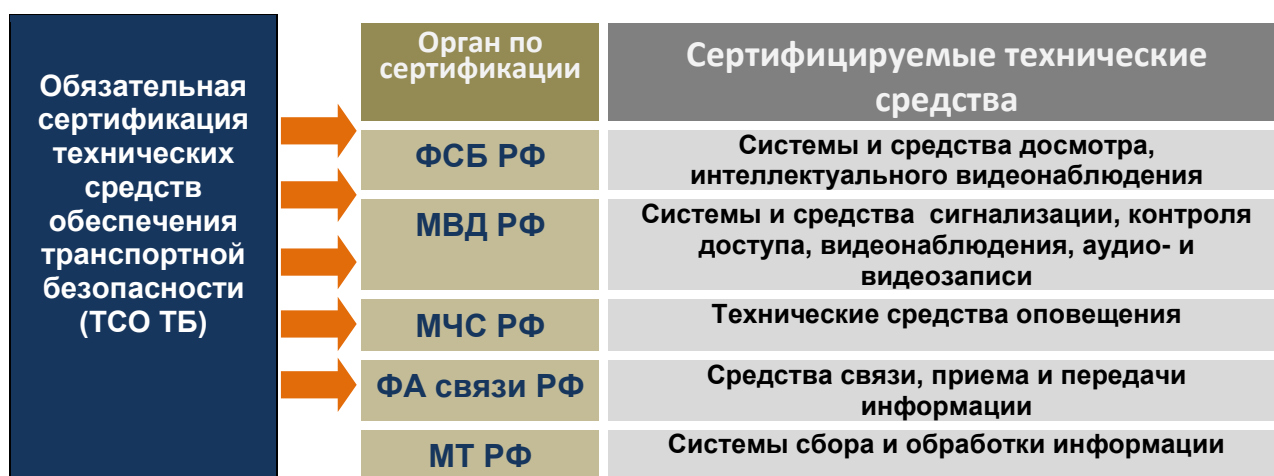 Обязательная
сертификация
технических
средств
обеспечения
транспортной
безопасности
(ТСО ТБ)
Орган по
сертификации
Сертифицируемые технические
средства
ФСБ РФ
Системы и средства досмотра,
интеллектуального видеонаблюдения
МВД РФ
Системы и средства сигнализации, контроля
доступа, видеонаблюдения, аудио- и
видеозаписи
МЧС РФ
Технические средства оповещения
ФА связи РФ
Средства связи, приема и передачи
информации
МТ РФ
Системы сбора и обработки информации